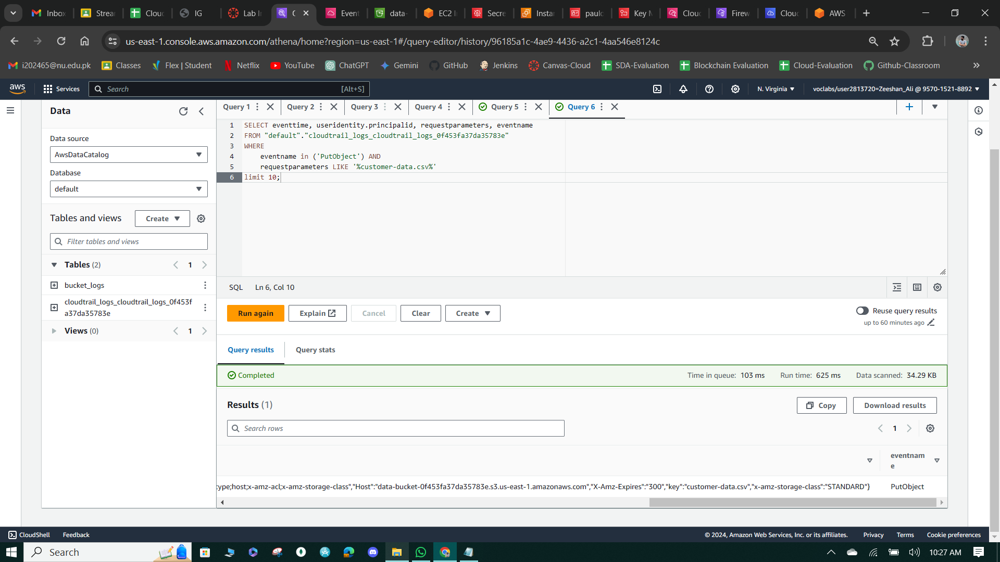 Inbox
Strea
Clou
IG
Lab I
C
Event
data-
EC2 I
Secre
Instar
paulo
Key M
Clou
Firew
Clou
AWS
us-east-1.console.aws.amazon.com/athena/home?region=us-east-1#/query-editor/history/96185a1c-4ae9-4436-a2c1-4aa546e8124c
i202465@nu.edu.pk
Classes
Flex | Student
Netflix
YouTube
ChatGPT
Gemini
GitHub
Jenkins
Canvas-Cloud
SDA-Evaluation
Blockchain Evaluation
Cloud-Evaluation
Github-Classroom
aws
Services
Search
[Alt+S]
N. Virginia
voclabs/user2813720=Zeeshan_Ali @ 9570-1521-8892
Data
Data source
AwsDataCatalog
Database
default
Tables and views
Create
Filter tables and views
Tables (2)
1
bucket_logs
cloudtrail_logs_cloudtrail_logs_0f453f
a37da35783e
Views (0)
1
Query 1
Query 2
Query 3
Query 4
Query 5
Query 6
1 SELECT eventtime, useridentity.principalid, requestparameters, eventname
2 FROM "default"."cloudtrail_logs_cloudtrail_logs_0f453fa37da35783e"
3 WHERE
4 eventname in ('PutObject') AND
5 requestparameters LIKE '%customer-data.csv%'
6 limit 10;
SQL
Ln 6, Col 10
Run again
Explain
Cancel
Clear
Create
Reuse query results
up to 60 minutes ago
Query results
Query stats
Completed
Time in queue: 103 ms
Run time: 625 ms
Data scanned: 34.29 KB
Results (1)
Copy
Download results
Search rows
1
eventnam
e
type;host;x-amz-acl;x-amz-storage-class","Host":"data-bucket-0f453fa37da35783e.s3.us-east-1.amazonaws.com","X-Amz-Expires":"300","key":"customer-data.csv","x-amz-storage-class":"STANDARD"}
PutObject
CloudShell
Feedback
© 2024, Amazon Web Services, Inc. or its affiliates.
Privacy
Terms
Cookie preferences
Search
10:27 AM